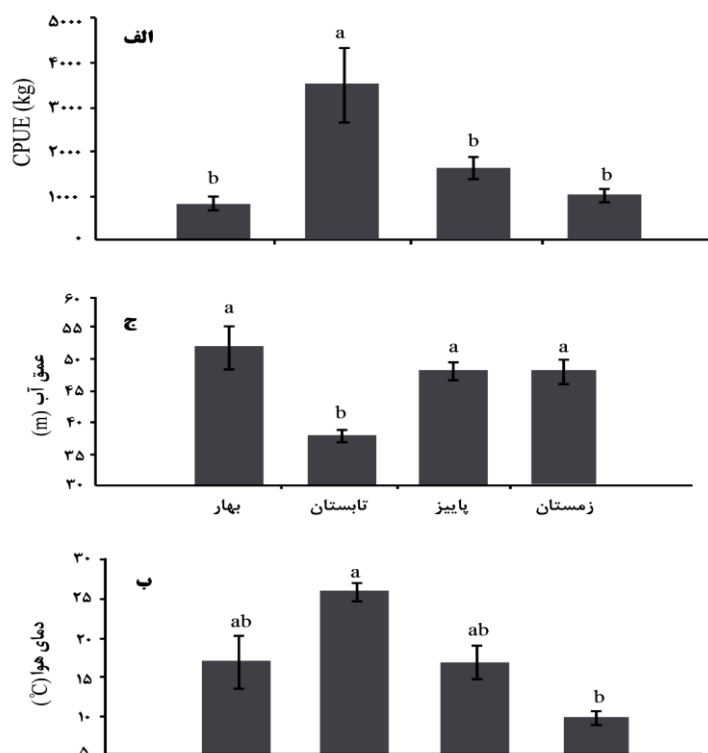 الف
CPUE (kg)
۵۰۰۰
۴۰۰۰
۳۰۰۰
۲۰۰۰
۱۰۰۰
۰
b
a
b
b
ج
عمق آب (m)
۶۰
۵۵
۵۰
۴۵
۴۰
۳۵
۳۰
a
b
a
a
بهار
تابستان
پاییز
زمستان
ب
دمای هوا (℃)
۳۰
۲۵
۲۰
۱۵
۱۰
۵
ab
a
ab
b